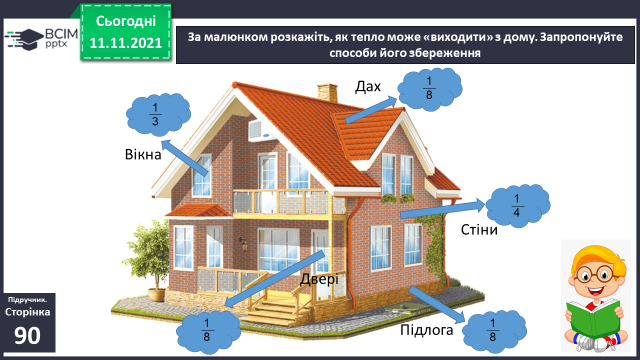 ВСІМ
pptx
Сьогодні
11.11.2021
За малюнком розкажіть, як тепло може «виходити» з дому. Запропонуйте
способи його збереження
Дах
1
8
1
3
Вікна
1
4
Стіни
Двері
1
8
Підлога
1
8
Підручник.
Сторінка
90